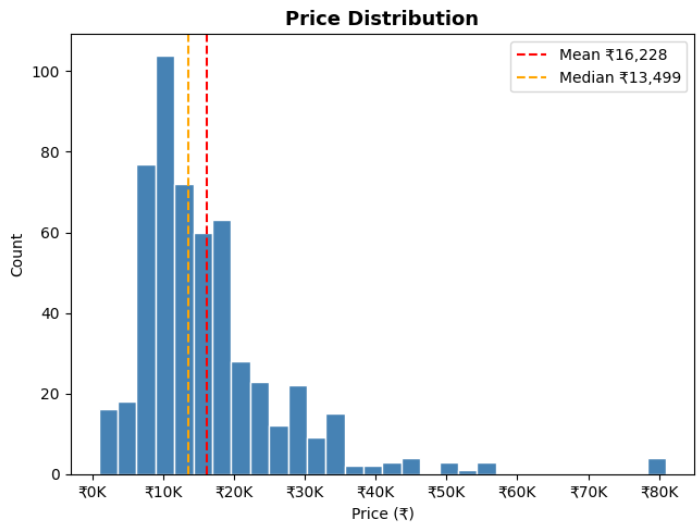 Price Distribution
Mean ₹16,228
Median ₹13,499
100
80
60
40
20
0
Count
₹0K ₹10K ₹20K ₹30K ₹40K ₹50K ₹60K ₹70K ₹80K
Price (₹)